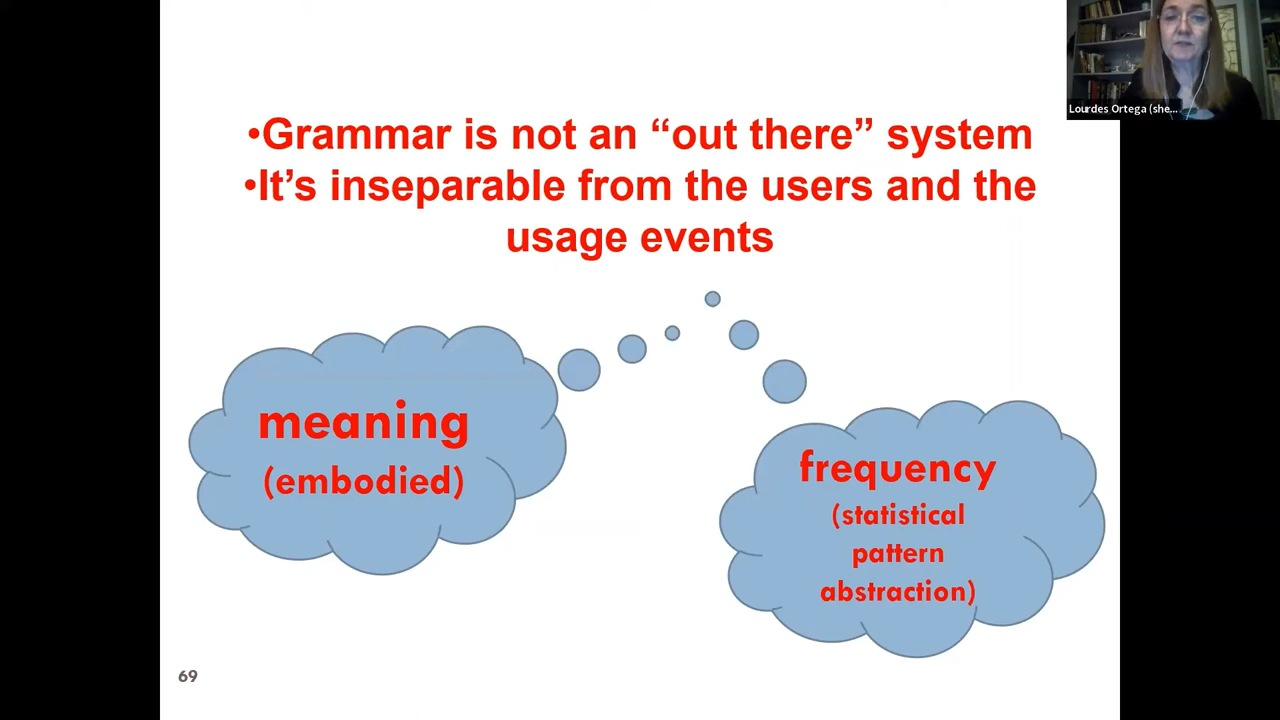 Lourdes Ortega (she...
•Grammar is not an “out there” system
•It’s inseparable from the users and the
usage events
meaning
(embodied)
frequency
(statistical
pattern
abstraction)
69